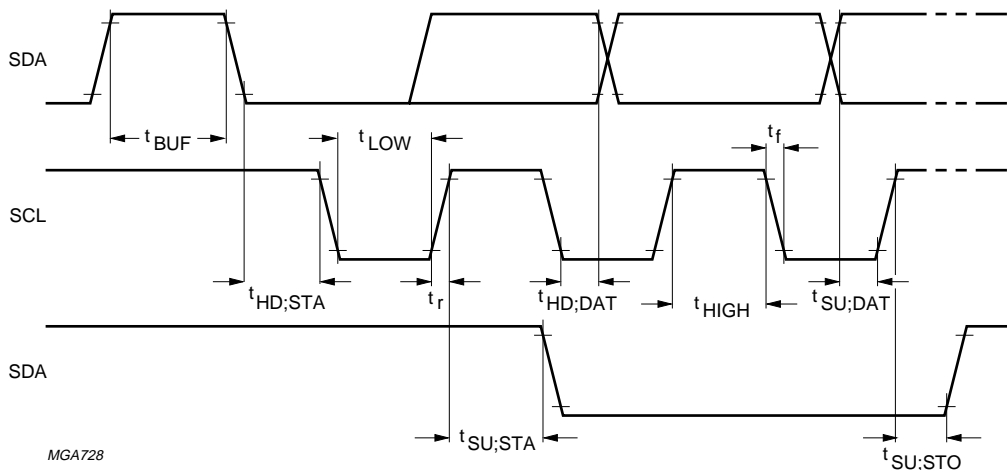 SDA
t BUF
t LOW
t f
SCL
t HD;STA
t r
t HD;DAT
t HIGH
t SU;DAT
SDA
t SU;STA
t SU;STO
MGA728